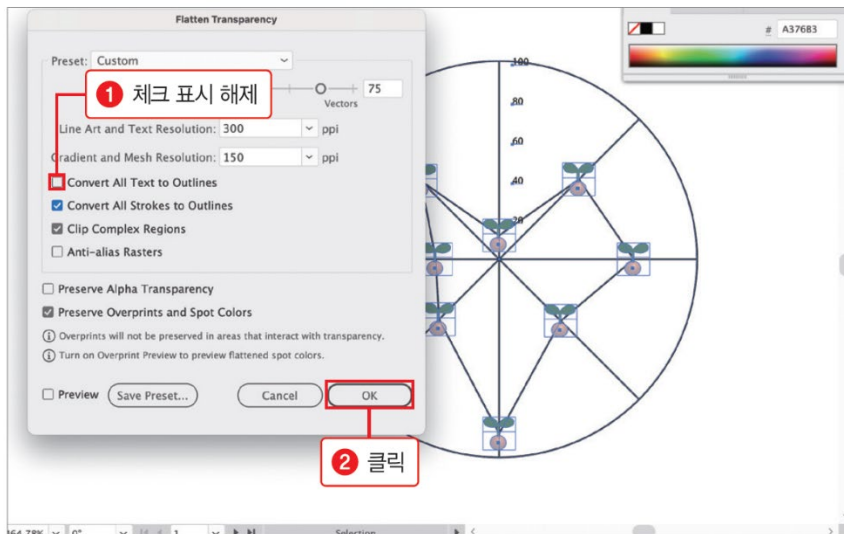 Flatten Transparency
Preset: Custom
75
Vectors
❶ 체크 표시 해제
Line Art and Text Resolution: 300 ppi
Gradient and Mesh Resolution: 150 ppi
Convert All Text to Outlines
Convert All Strokes to Outlines
Clip Complex Regions
Anti-alias Rasters
Preserve Alpha Transparency
Preserve Overprints and Spot Colors
Overprints will not be preserved in areas that interact with transparency.
Turn on Overprint Preview to preview flattened spot colors.
Preview Save Preset... Cancel OK
❷ 클릭
# A37683
100
80
60
40
20
0° 1 Selection